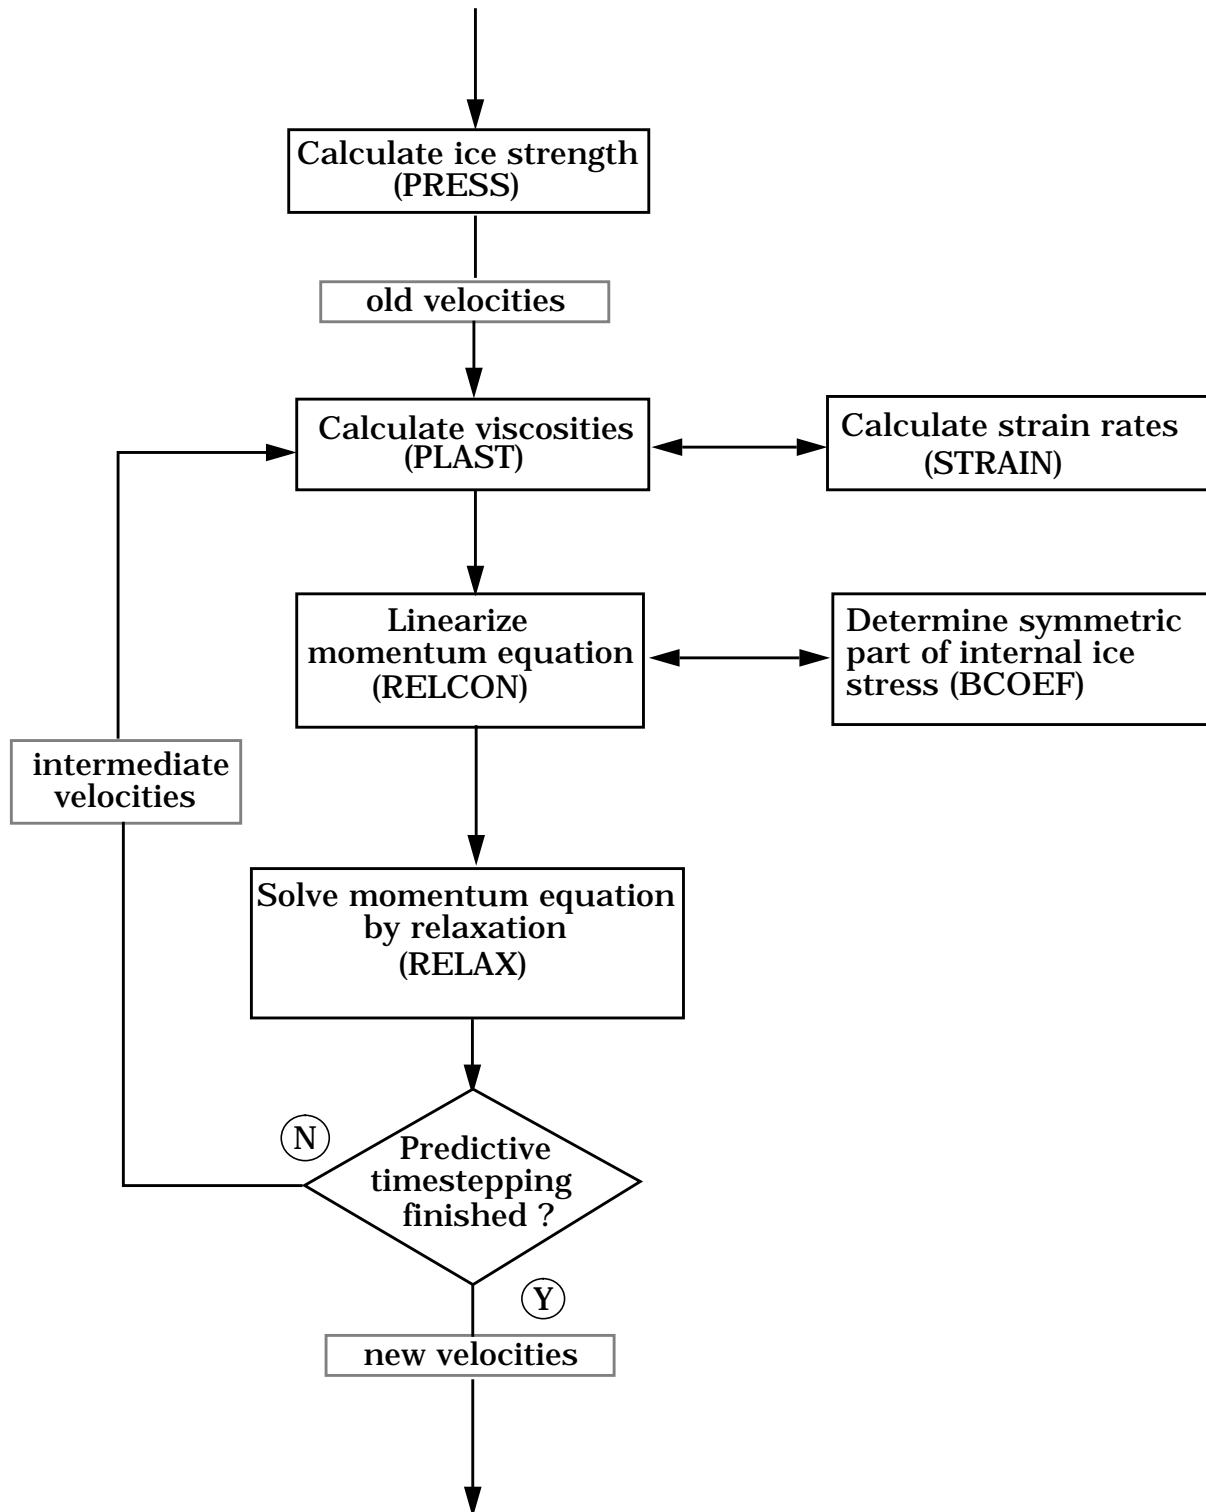 Calculate ice strength
(PRESS)
old velocities
Calculate viscosities
(PLAST)
Calculate strain rates
(STRAIN)
Linearize
momentum equation
(RELCON)
Determine symmetric
part of internal ice
stress (BCOEF)
intermediate
velocities
Solve momentum equation
by relaxation
(RELAX)
N
Predictive
timestepping
finished ?
Y
new velocities